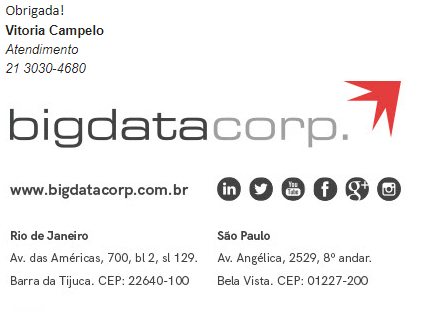 Obrigada!
Vitoria Campelo
Atendimento
21 3030-4680
bigdatacorp.
www.bigdatacorp.com.br
in You Tube f g+
Rio de Janeiro
Av. das Américas, 700, bl 2, sl 129.
Barra da Tijuca. CEP: 22640-100
São Paulo
Av. Angélica, 2529, 8º andar.
Bela Vista. CEP: 01227-200